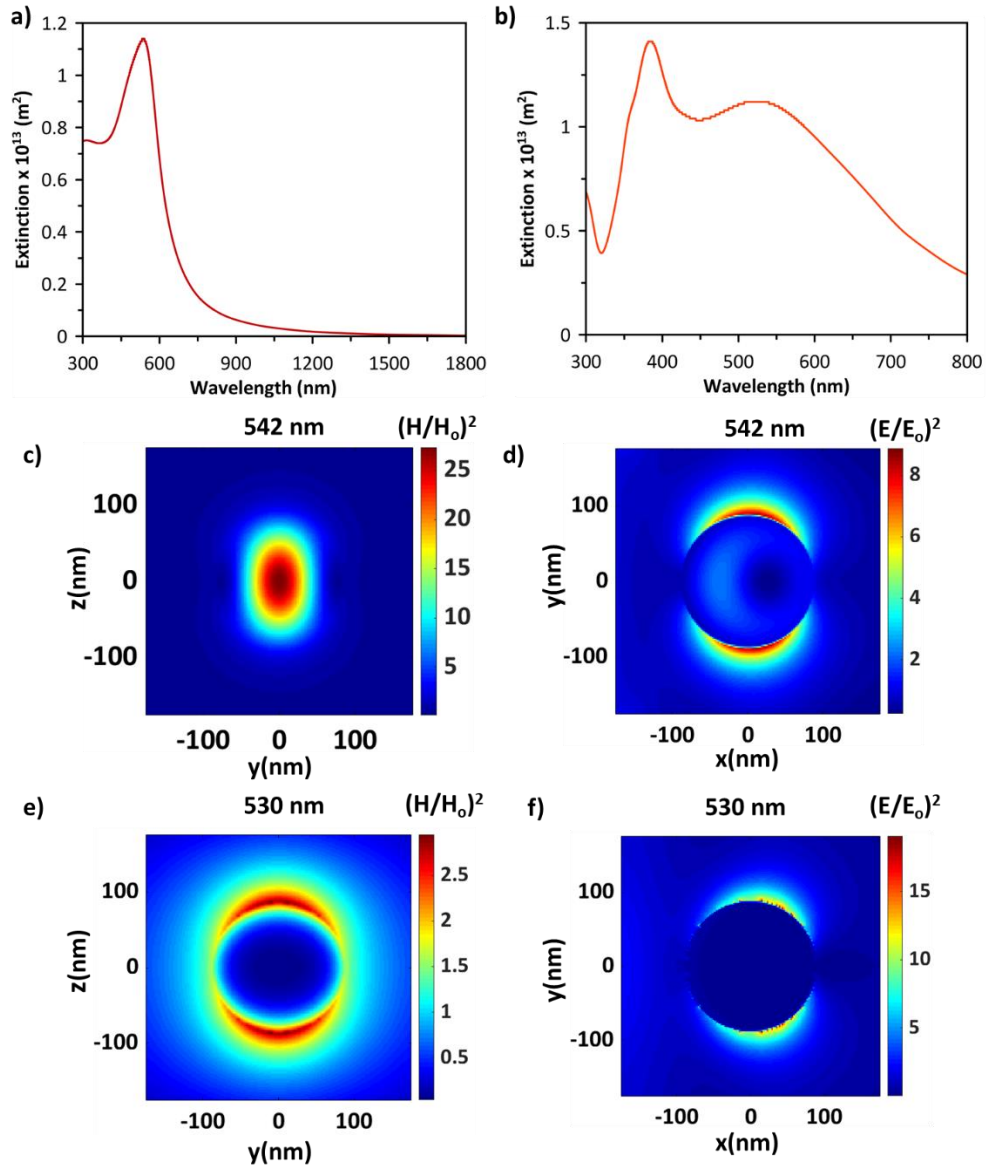 a)
Extinction x 10¹³ (m²)
1.2
1
0.8
0.6
0.4
0.2
0
300 600 900 1200 1500 1800
Wavelength (nm)
b)
Extinction x 10¹³ (m²)
1.5
1
0.5
0
300 400 500 600 700 800
Wavelength (nm)
c)
542 nm
(H/Hₒ)²
z(nm)
100
0
-100
-100 0 100
y(nm)
25
20
15
10
5
d)
542 nm
(E/Eₒ)²
y(nm)
100
0
-100
-100 0 100
x(nm)
8
6
4
2
e)
530 nm
(H/Hₒ)²
z(nm)
100
0
-100
-100 0 100
y(nm)
2.5
2
1.5
1
0.5
f)
530 nm
(E/Eₒ)²
y(nm)
100
0
-100
-100 0 100
x(nm)
15
10
5